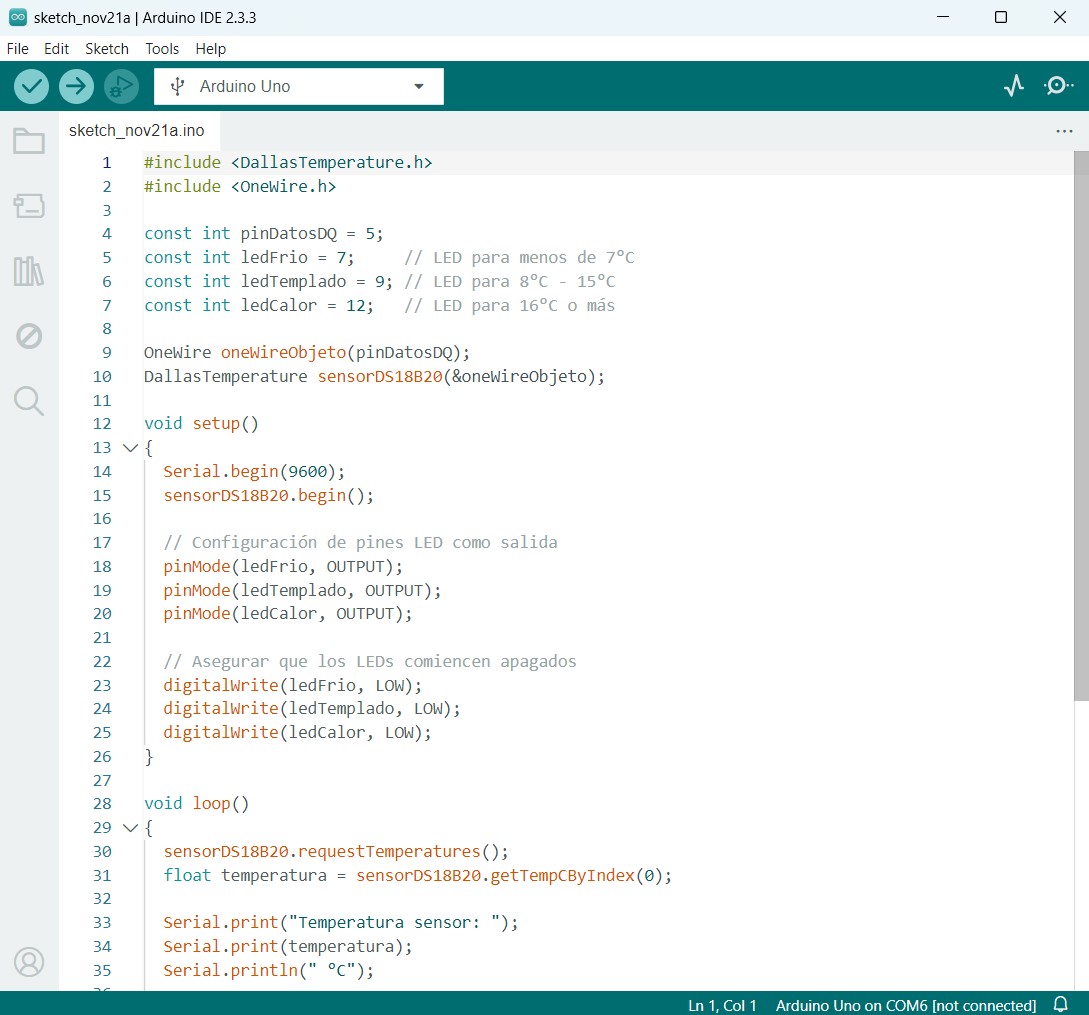 sketch_nov21a | Arduino IDE 2.3.3
File Edit Sketch Tools Help
Arduino Uno
sketch_nov21a.ino
1 #include <DallasTemperature.h>
2 #include <OneWire.h>
3
4 const int pinDatosDQ = 5;
5 const int ledFrio = 7;     // LED para menos de 7ºC
6 const int ledTemplado = 9; // LED para 8ºC - 15ºC
7 const int ledCalor = 12;   // LED para 16ºC o más
8
9 OneWire oneWireObjeto(pinDatosDQ);
10 DallasTemperature sensorDS18B20(&oneWireObjeto);
11
12 void setup()
13 {
14   Serial.begin(9600);
15   sensorDS18B20.begin();
16
17   // Configuración de pines LED como salida
18   pinMode(ledFrio, OUTPUT);
19   pinMode(ledTemplado, OUTPUT);
20   pinMode(ledCalor, OUTPUT);
21
22   // Asegurar que los LEDs comiencen apagados
23   digitalWrite(ledFrio, LOW);
24   digitalWrite(ledTemplado, LOW);
25   digitalWrite(ledCalor, LOW);
26 }
27
28 void loop()
29 {
30   sensorDS18B20.requestTemperatures();
31   float temperatura = sensorDS18B20.getTempCByIndex(0);
32
33   Serial.print("Temperatura sensor: ");
34   Serial.print(temperatura);
35   Serial.println(" ºC");
Ln 1, Col 1 Arduino Uno on COM6 [not connected]